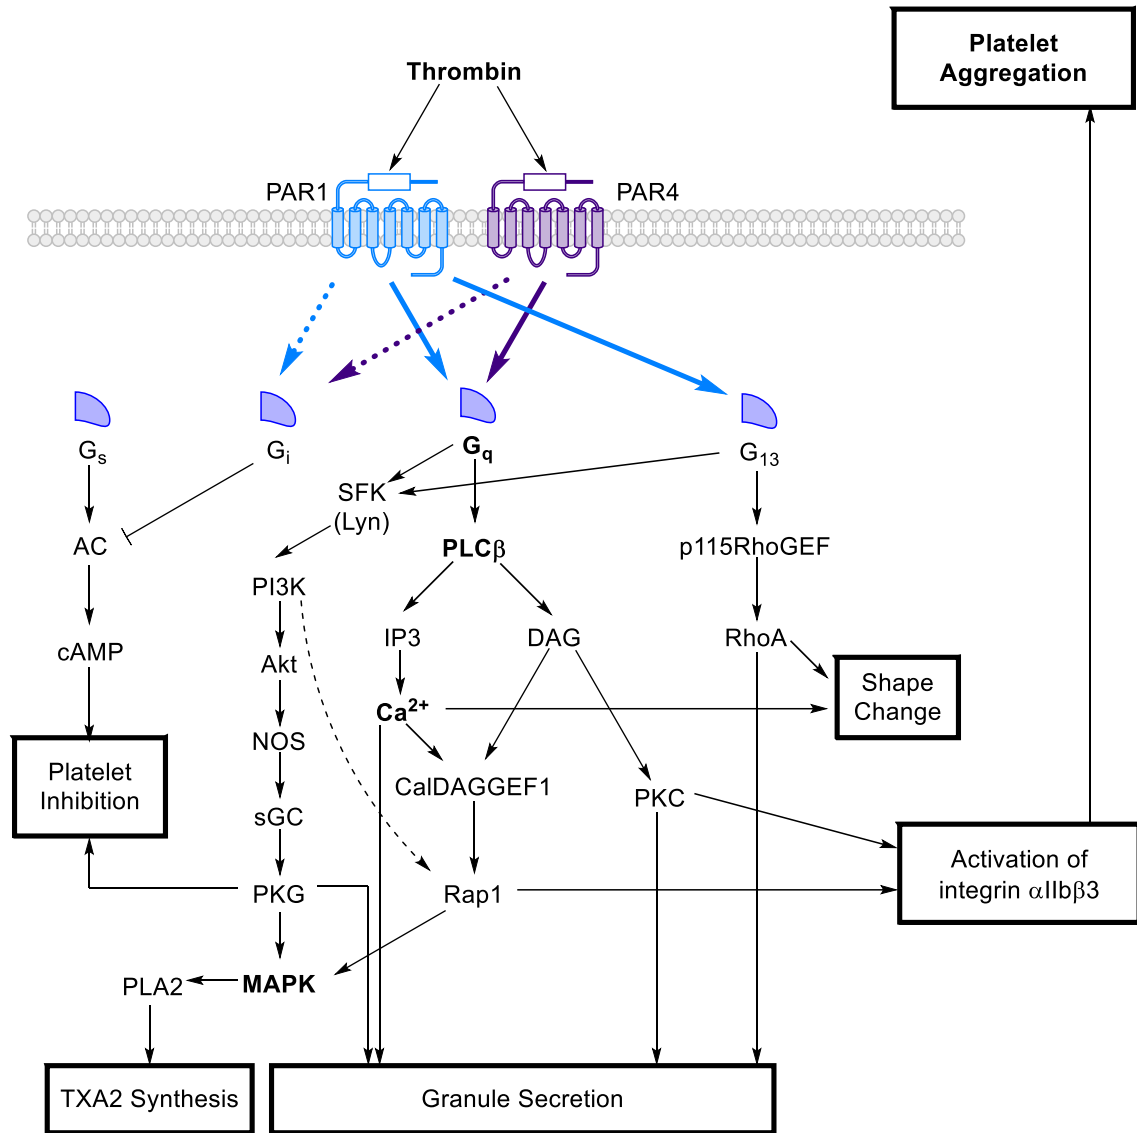 Platelet
Aggregation
Thrombin
PAR1
PAR4
Gs
Gi
Gq
G13
SFK
(Lyn)
AC
PLCβ
p115RhoGEF
PI3K
cAMP
IP3
DAG
RhoA
Akt
Shape
Change
Ca2+
NOS
Platelet
Inhibition
CalDAGGEF1
PKC
sGC
Activation of
integrin αIIbβ3
PKG
Rap1
PLA2
MAPK
TXA2 Synthesis
Granule Secretion